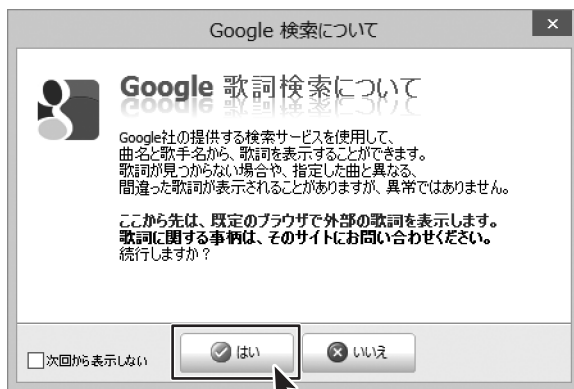 Google 検索について
Google 歌詞検索について
Google社の提供する検索サービスを使用して、
曲名と歌手名から、歌詞を表示することができます。
歌詞が見つからない場合や、指定した曲と異なる、
間違った歌詞が表示されることがありますが、異常ではありません。
ここから先は、既定のブラウザで外部の歌詞を表示します。
歌詞に関する事柄は、そのサイトにお問い合わせください。
続行しますか？
次回から表示しない
はい
いいえ